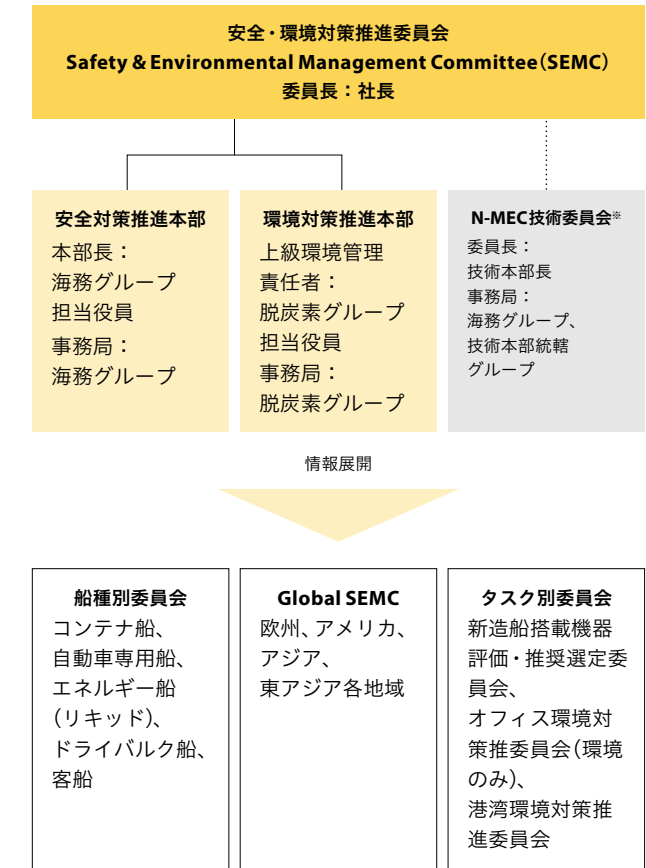 安全・環境対策推進委員会
Safety & Environmental Management Committee(SEMC)
委員長：社長
安全対策推進本部
本部長：
海務グループ
担当役員
事務局：
海務グループ
環境対策推進本部
上級環境管理
責任者：
脱炭素グループ
担当役員
事務局：
脱炭素グループ
N-MEC技術委員会※
委員長：
技術本部長
事務局：
海務グループ、
技術本部統轄
グループ
情報展開
船種別委員会
コンテナ船、
自動車専用船、
エネルギー船
(リキッド)、
ドライバルク船、
客船
Global SEMC
欧州、アメリカ、
アジア、
東アジア各地域
タスク別委員会
新造船搭載機器
評価・推奨選定委
員会、
オフィス環境対
策推委員会(環境
のみ)、
港湾環境対策推
進委員会